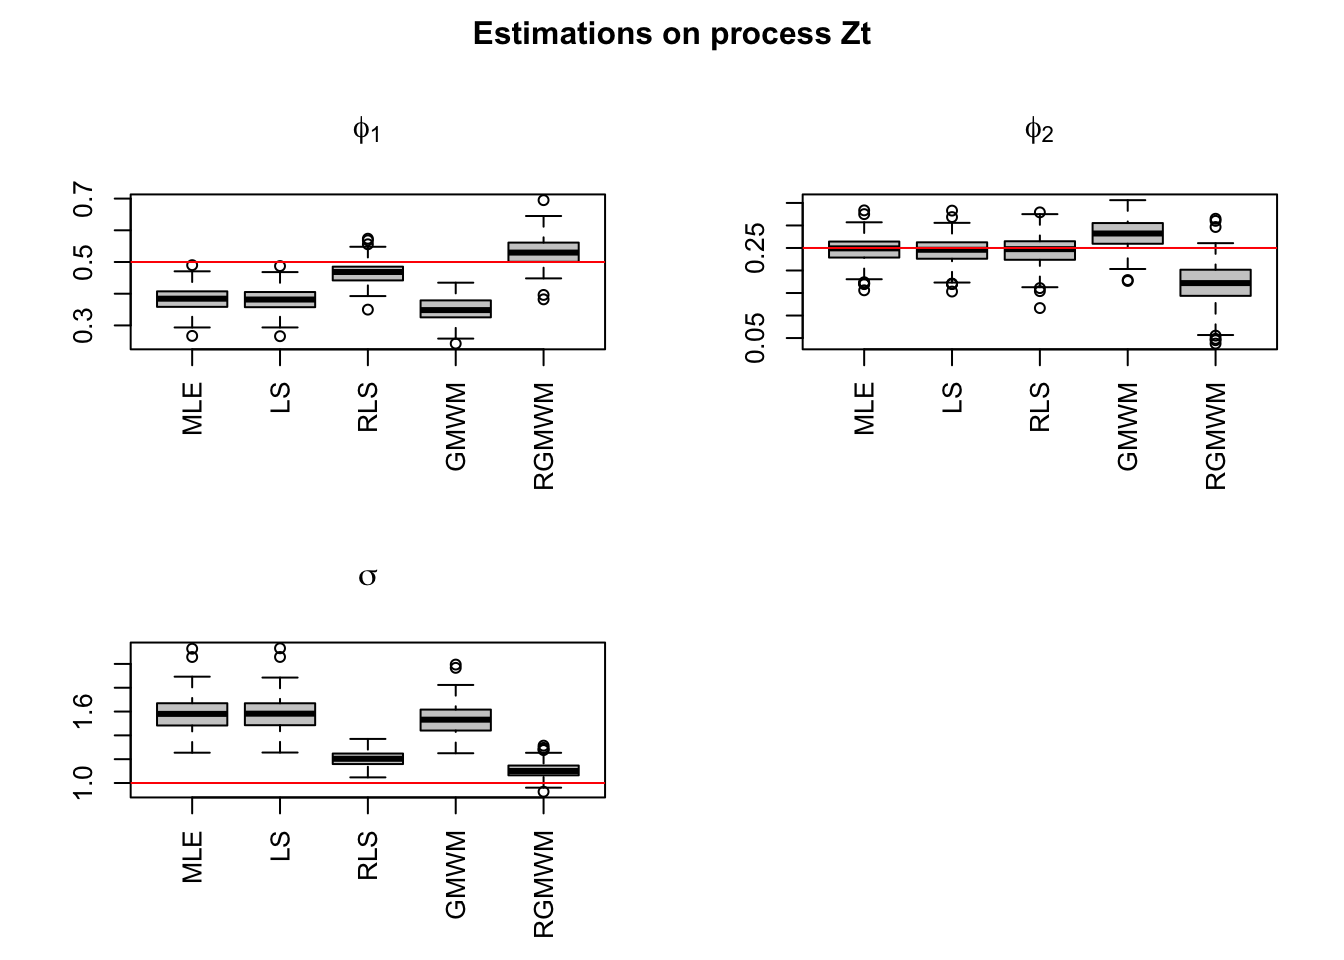 Estimations on process Zt
ϕ1
0.7
0.5
0.3
MLE
LS
RLS
GMWM
RGMWM
ϕ2
0.25
0.05
MLE
LS
RLS
GMWM
RGMWM
σ
1.6
1.0
MLE
LS
RLS
GMWM
RGMWM